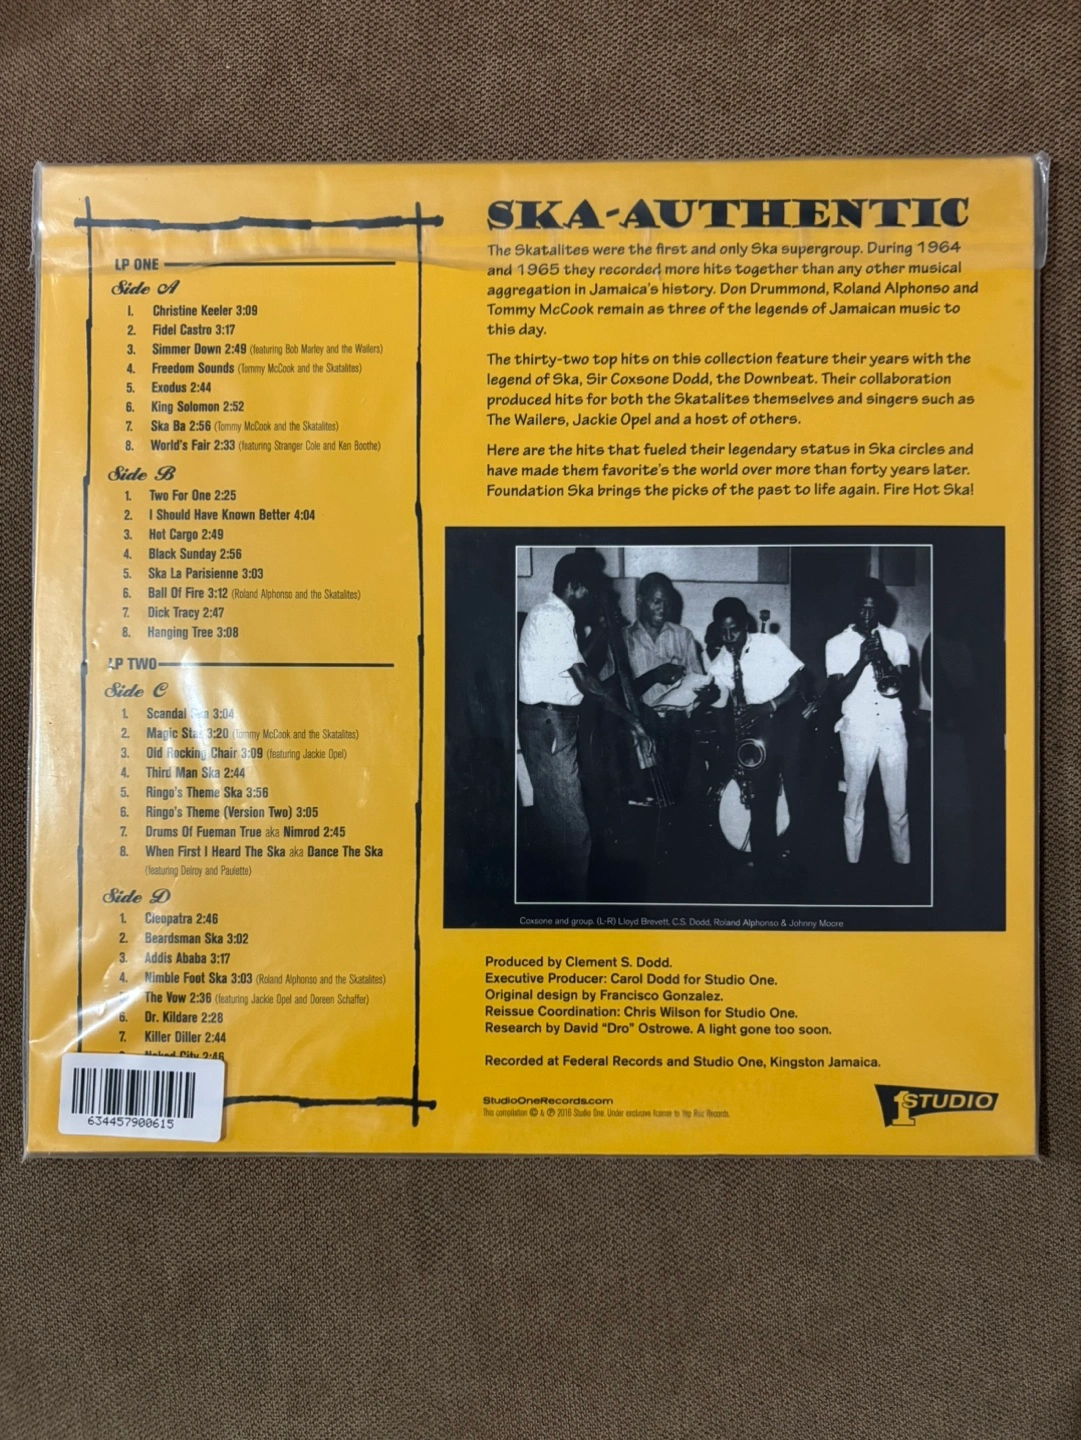 LP ONE
Side A
1. Christine Keeler 3:09
2. Fidel Castro 3:17
3. Simmer Down 2:49 (featuring Bob Marley and the Wailers)
4. Freedom Sounds (Tommy McCook and the Skatalites)
5. Exodus 2:44
6. King Solomon 2:52
7. Ska Ba 2:56 (Tommy McCook and the Skatalites)
8. World's Fair 2:33 (featuring Stranger Cole and Ken Boothe)
Side B
1. Two For One 2:25
2. I Should Have Known Better 4:04
3. Hot Cargo 2:49
4. Black Sunday 2:56
5. Ska La Parisienne 3:03
6. Ball Of Fire 3:12 (Roland Alphonso and the Skatalites)
7. Dick Tracy 2:47
8. Hanging Tree 3:08
LP TWO
Side C
1. Scandal Ska 3:04
2. Magic Star 3:20 (Tommy McCook and the Skatalites)
3. Old Rocking Chair 3:09 (featuring Jackie Opel)
4. Third Man Ska 2:44
5. Ringo's Theme Ska 3:56
6. Ringo's Theme (Version Two) 3:05
7. Drums Of Fueman True aka Nimrod 2:45
8. When First I Heard The Ska aka Dance The Ska
(featuring Delroy and Paulette)
Side D
1. Cleopatra 2:46
2. Beardsman Ska 3:02
3. Addis Ababa 3:17
4. Nimble Foot Ska 3:03 (Roland Alphonso and the Skatalites)
The Vow 2:36 (featuring Jackie Opel and Doreen Schaffer)
6. Dr. Kildare 2:28
7. Killer Diller 2:44
Naked City 2:46
634457900615
SKA-AUTHENTIC
The Skatalites were the first and only Ska supergroup. During 1964
and 1965 they recorded more hits together than any other musical
aggregation in Jamaica's history. Don Drummond, Roland Alphonso and
Tommy McCook remain as three of the legends of Jamaican music to
this day.
The thirty-two top hits on this collection feature their years with the
legend of Ska, Sir Coxsone Dodd, the Downbeat. Their collaboration
produced hits for both the Skatalites themselves and singers such as
The Wailers, Jackie Opel and a host of others.
Here are the hits that fueled their legendary status in Ska circles and
have made them favorite's the world over more than forty years later.
Foundation Ska brings the picks of the past to life again. Fire Hot Ska!
Coxsone and group. (L-R) Lloyd Brevett, C.S. Dodd, Roland Alphonso & Johnny Moore
Produced by Clement S. Dodd.
Executive Producer: Carol Dodd for Studio One.
Original design by Francisco Gonzalez.
Reissue Coordination: Chris Wilson for Studio One.
Research by David "Dro" Ostrowe. A light gone too soon.
Recorded at Federal Records and Studio One, Kingston Jamaica.
StudioOneRecords.com
This compilation © & ℗ 2016 Studio One. Under exclusive license to Yep Roc Records.
1 STUDIO